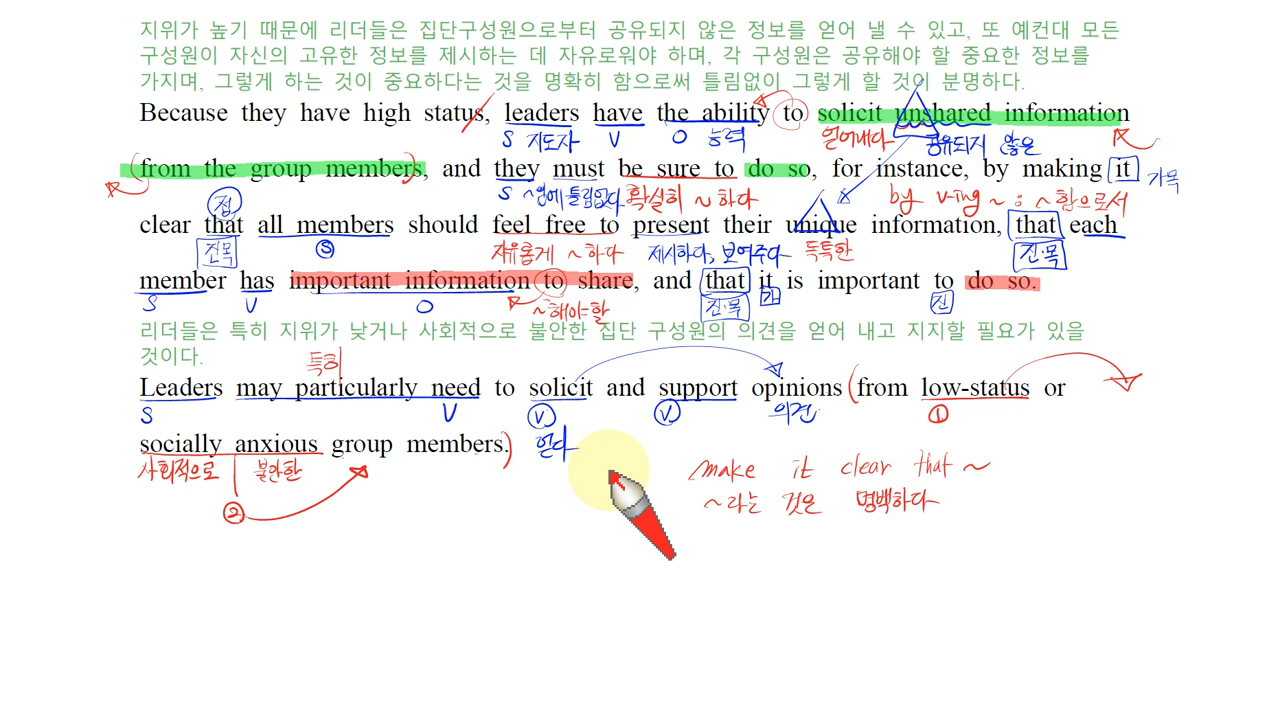 지위가 높기 때문에 리더들은 집단구성원으로부터 공유되지 않은 정보를 얻어 낼 수 있고, 또 예컨대 모든
구성원이 자신의 고유한 정보를 제시하는 데 자유로워야 하며, 각 구성원은 공유해야 할 중요한 정보를
가지며, 그렇게 하는 것이 중요하다는 것을 명확히 함으로써 틀림없이 그렇게 할 것이 분명하다.
Because they have high status, leaders have the ability to solicit unshared information
S 지도자 V O 능력 얻어내다 공유되지 않은
from the group members, and they must be sure to do so, for instance, by making it
가목
S ~임에 틀림없다 확실히 ~하다 by v-ing ~ : ~함으로서
접
clear that all members should feel free to present their unique information, that each
진목 S 자유롭게 ~하다 제시하다, 보여주다 독특한 진·목
member has important information to share, and that it is important to do so.
S V O ~해야할 진·목 가 진
리더들은 특히 지위가 낮거나 사회적으로 불안한 집단 구성원의 의견을 얻어 내고 지지할 필요가 있을
것이다.
특히
Leaders may particularly need to solicit and support opinions (from low-status or
S V V V 의견 1
socially anxious group members.)
얻다
사회적으로 불안한
2
make it clear that ~
~라는 것은 명백하다